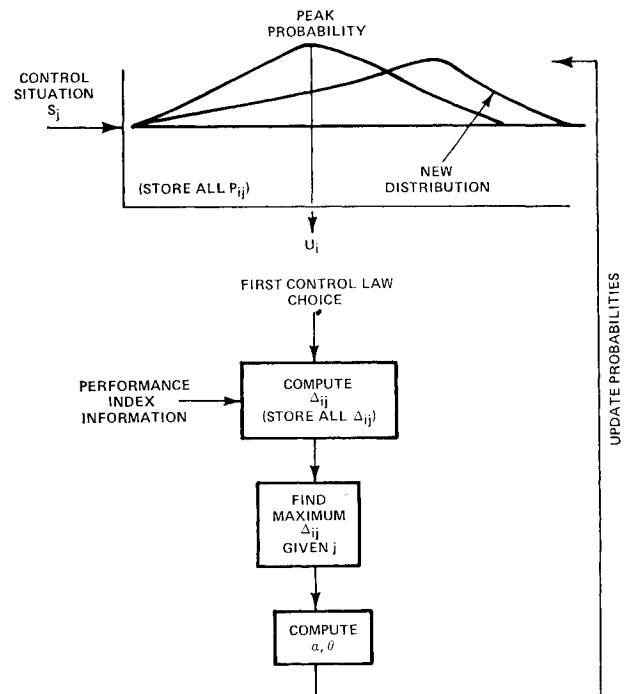 PEAK
PROBABILITY
CONTROL
SITUATION
Sj
(STORE ALL Pij)
NEW
DISTRIBUTION
Ui
FIRST CONTROL LAW
CHOICE
PERFORMANCE
INDEX
INFORMATION
COMPUTE
Δij
(STORE ALL Δij)
FIND
MAXIMUM
Δij
GIVEN j
COMPUTE
α, θ
UPDATE PROBABILITIES